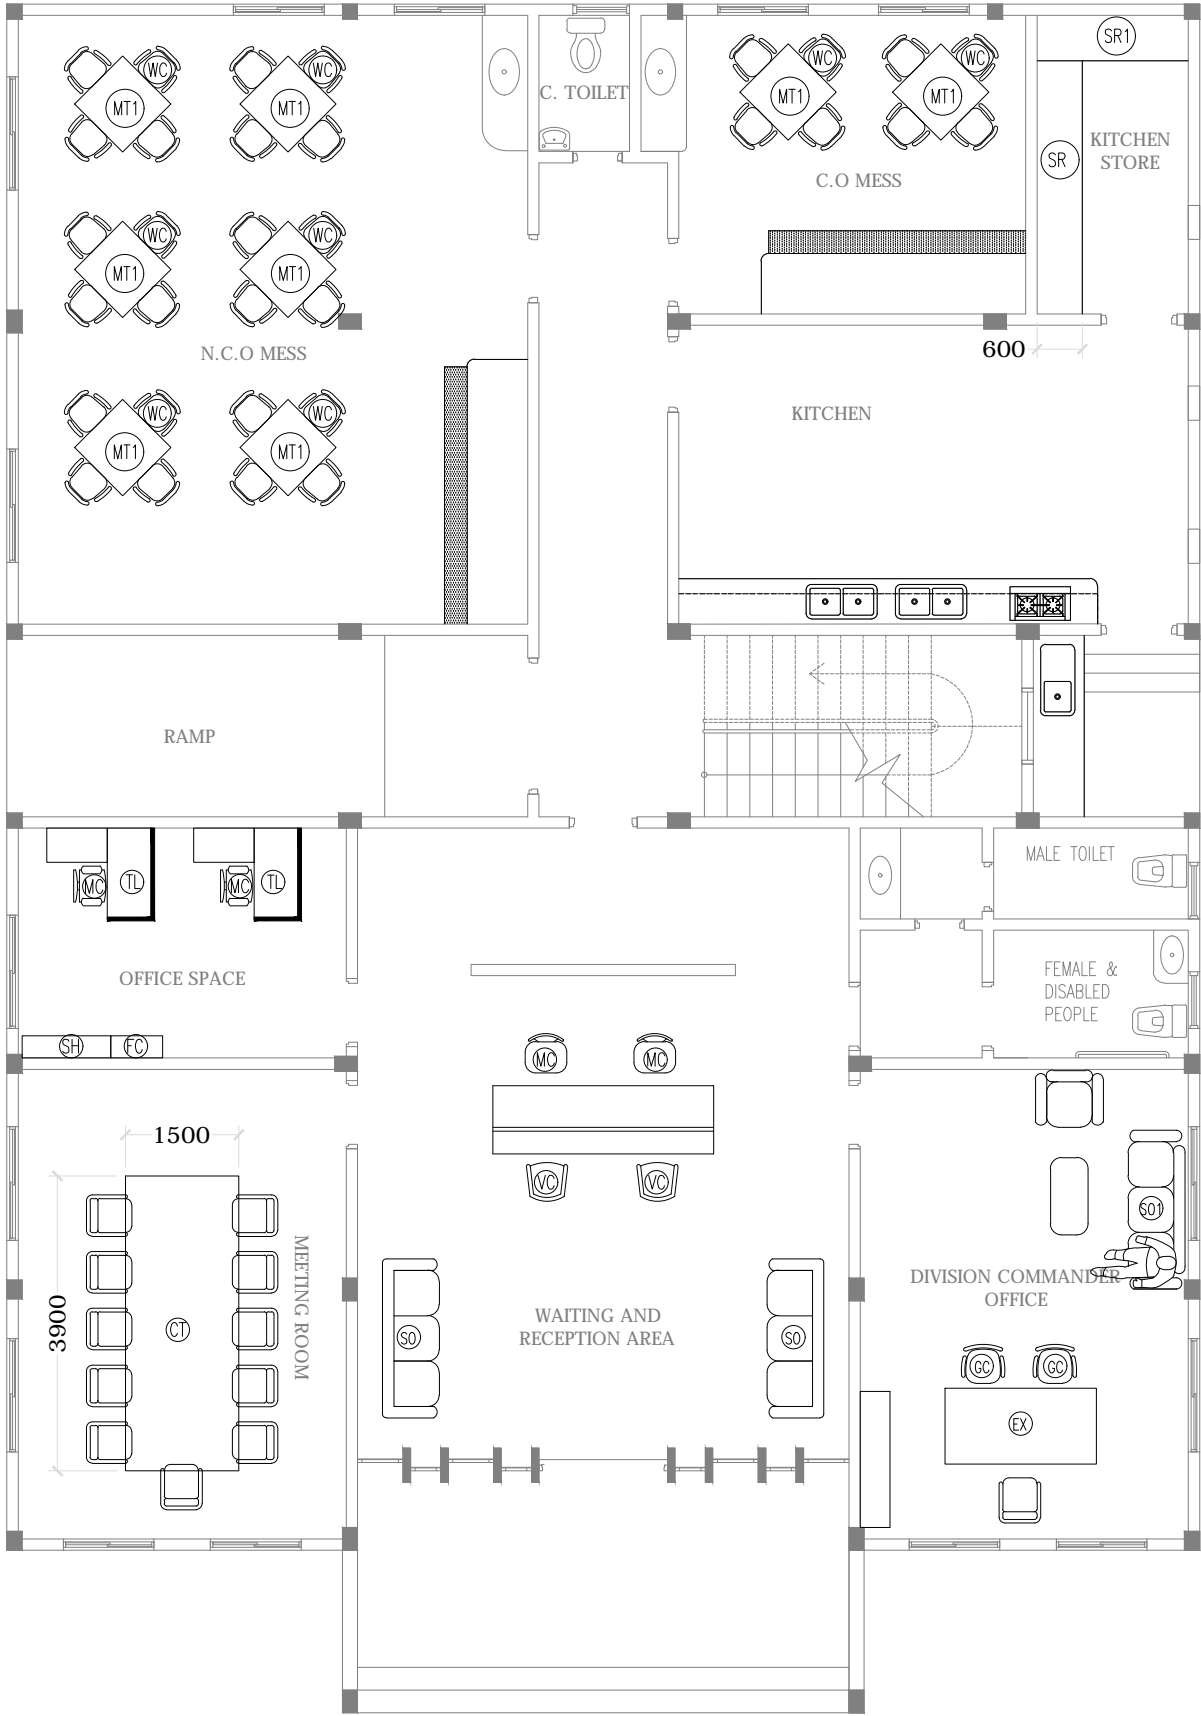 SR1
WC
WC
WC
WC
MT1
MT1
MT1
MT1
C. TOILET
KITCHEN
STORE
SR
C.O MESS
WC
WC
MT1
MT1
600
N.C.O MESS
KITCHEN
WC
WC
MT1
MT1
RAMP
MALE TOILET
MC
TL
MC
TL
OFFICE SPACE
FEMALE &
DISABLED
PEOPLE
SH
FC
MC
MC
1500
VC
VC
SO1
MEETING ROOM
DIVISION COMMANDER
OFFICE
3900
CT
WAITING AND
RECEPTION AREA
SO
SO
GC
GC
EX